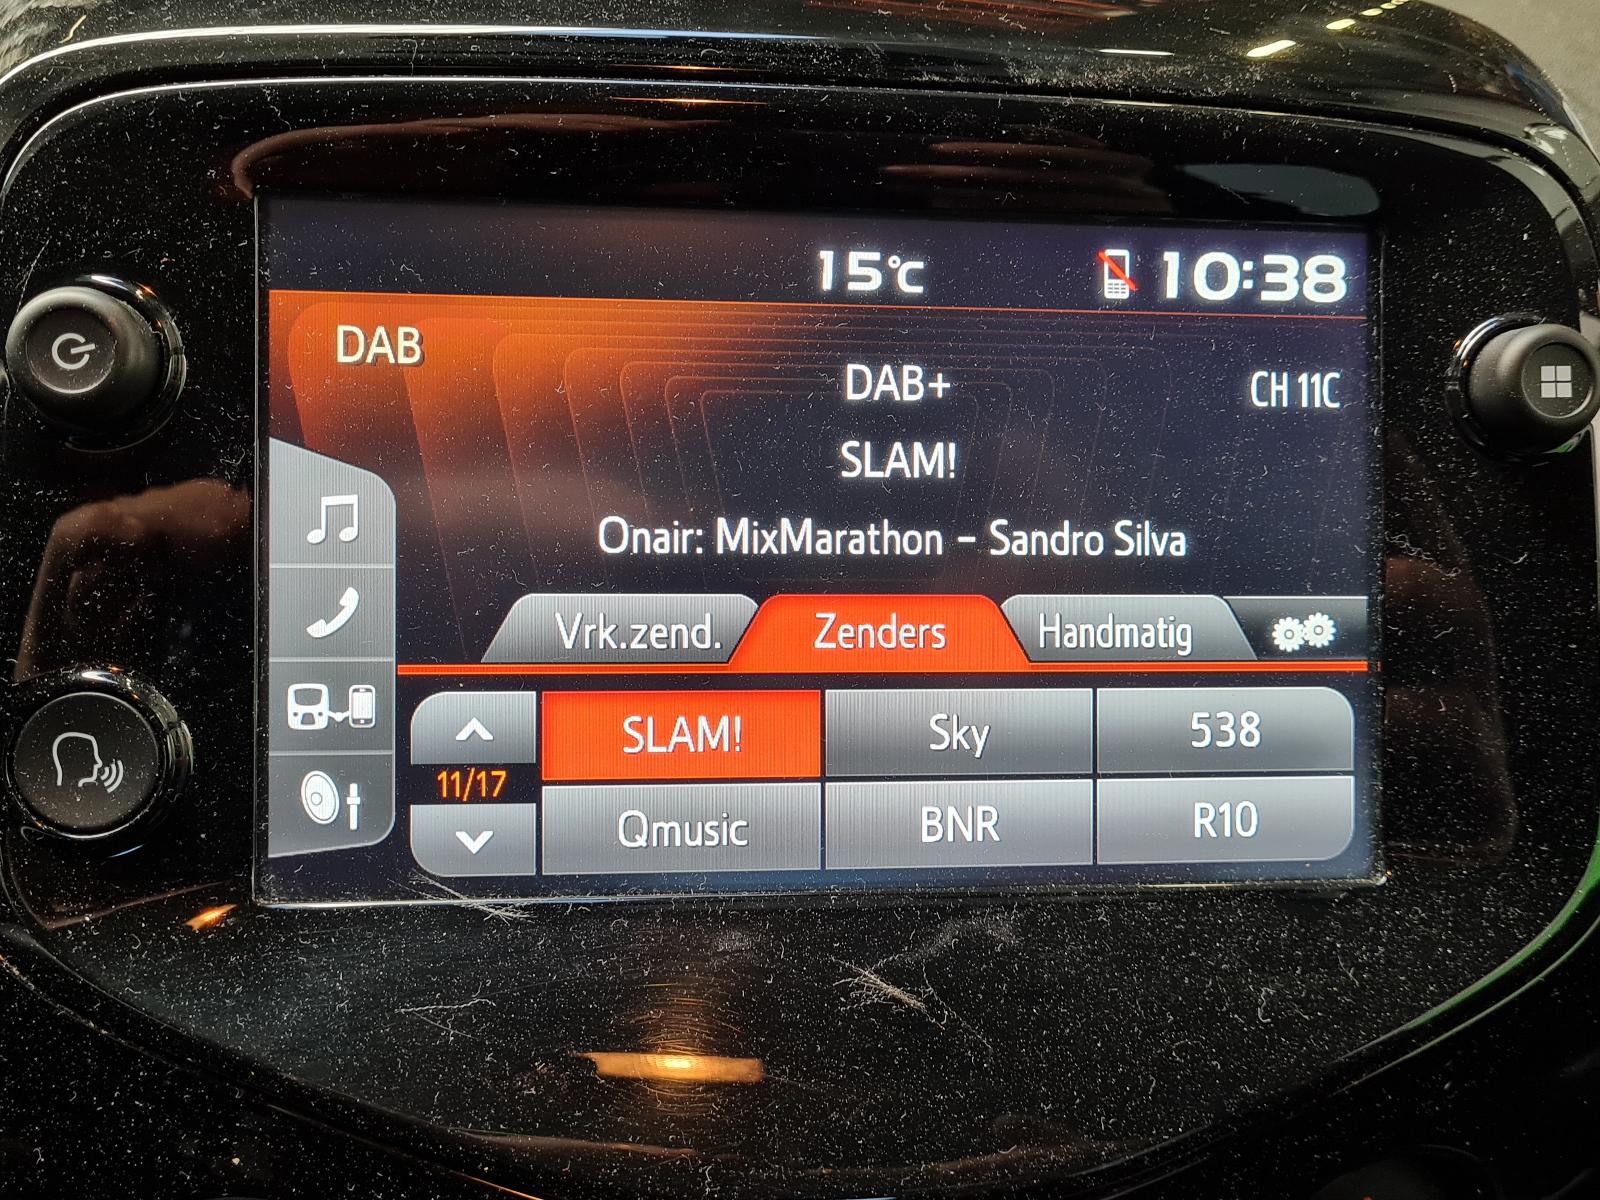 15°C 10:38
DAB
DAB+ CH 11C
SLAM!
Onair: MixMarathon - Sandro Silva
Vrk.zend. Zenders Handmatig
SLAM! Sky 538
11/17
Qmusic BNR R10